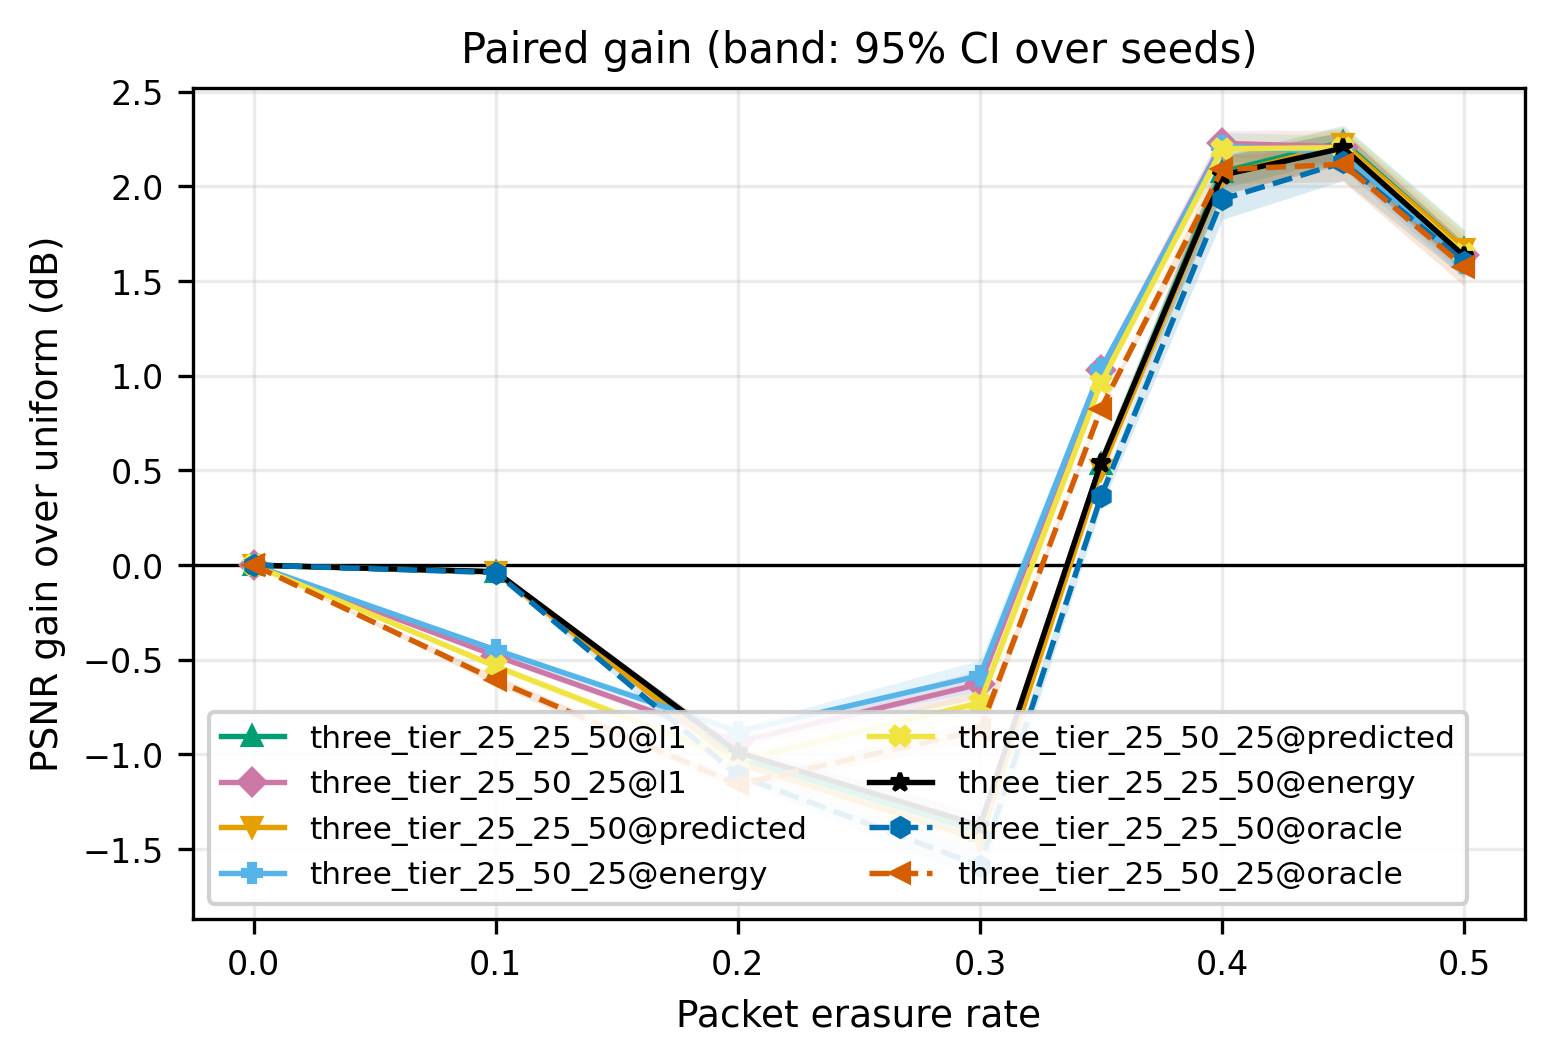 Paired gain (band: 95% CI over seeds)
PSNR gain over uniform (dB)
2.5
2.0
1.5
1.0
0.5
0.0
−0.5
−1.0
−1.5
three_tier_25_25_50@l1
three_tier_25_50_25@l1
three_tier_25_25_50@predicted
three_tier_25_50_25@energy
three_tier_25_50_25@predicted
three_tier_25_25_50@energy
three_tier_25_25_50@oracle
three_tier_25_50_25@oracle
0.0 0.1 0.2 0.3 0.4 0.5
Packet erasure rate